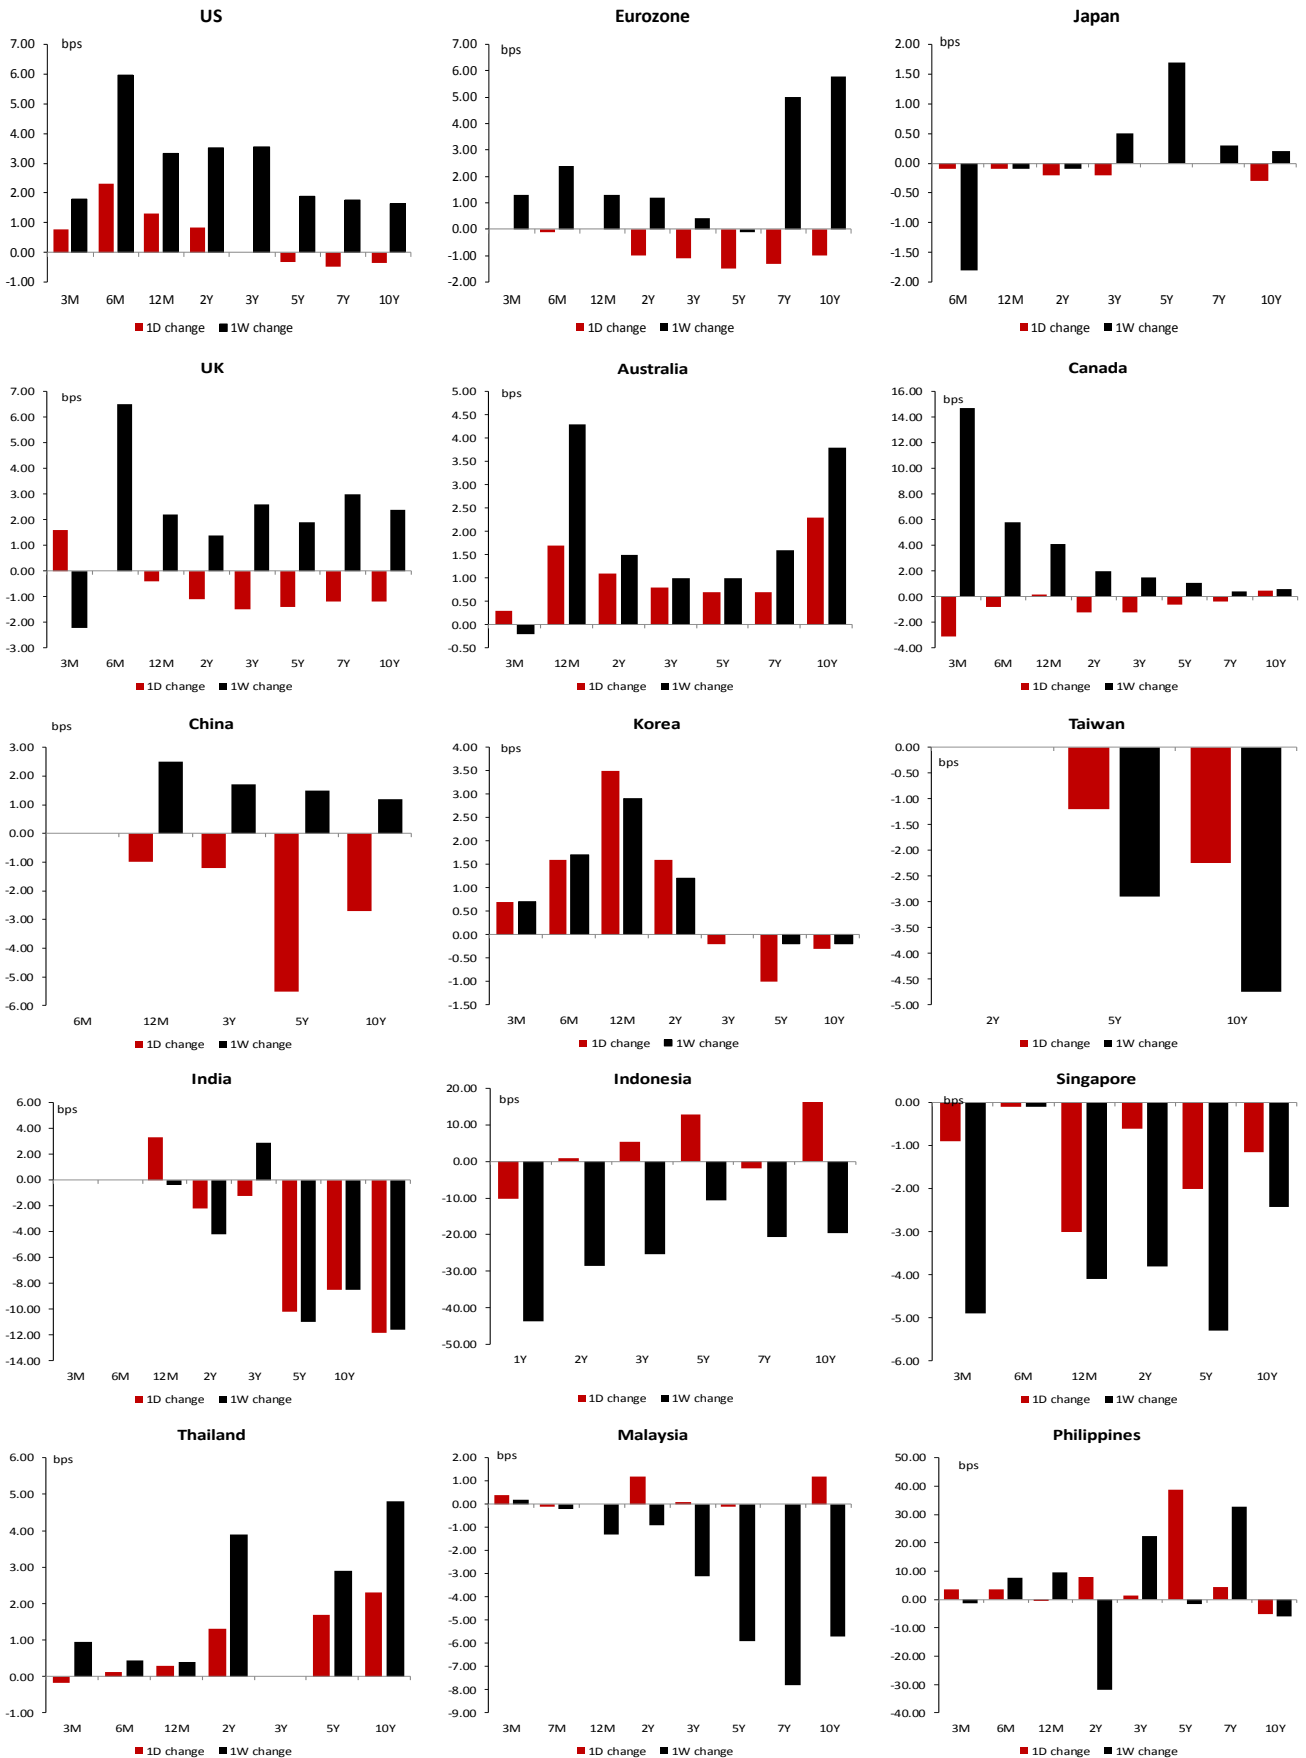 US
bps
7.00
6.00
5.00
4.00
3.00
2.00
1.00
0.00
-1.00
3M 6M 12M 2Y 3Y 5Y 7Y 10Y
1D change 1W change
Eurozone
bps
7.00
6.00
5.00
4.00
3.00
2.00
1.00
0.00
-1.00
-2.00
3M 6M 12M 2Y 3Y 5Y 7Y 10Y
1D change 1W change
Japan
bps
2.00
1.50
1.00
0.50
0.00
-0.50
-1.00
-1.50
-2.00
6M 12M 2Y 3Y 5Y 7Y 10Y
1D change 1W change
UK
bps
7.00
6.00
5.00
4.00
3.00
2.00
1.00
0.00
-1.00
-2.00
-3.00
3M 6M 12M 2Y 3Y 5Y 7Y 10Y
1D change 1W change
Australia
bps
5.00
4.50
4.00
3.50
3.00
2.50
2.00
1.50
1.00
0.50
0.00
-0.50
3M 12M 2Y 3Y 5Y 7Y 10Y
1D change 1W change
Canada
bps
16.00
14.00
12.00
10.00
8.00
6.00
4.00
2.00
0.00
-2.00
-4.00
3M 6M 12M 2Y 3Y 5Y 7Y 10Y
1D change 1W change
China
bps
3.00
2.00
1.00
0.00
-1.00
-2.00
-3.00
-4.00
-5.00
-6.00
6M 12M 3Y 5Y 10Y
1D change 1W change
Korea
bps
4.00
3.50
3.00
2.50
2.00
1.50
1.00
0.50
0.00
-0.50
-1.00
-1.50
3M 6M 12M 2Y 3Y 5Y 10Y
1D change 1W change
Taiwan
bps
0.00
-0.50
-1.00
-1.50
-2.00
-2.50
-3.00
-3.50
-4.00
-4.50
-5.00
2Y 5Y 10Y
1D change 1W change
India
bps
6.00
4.00
2.00
0.00
-2.00
-4.00
-6.00
-8.00
-10.00
-12.00
-14.00
3M 6M 12M 2Y 3Y 5Y 10Y
1D change 1W change
Indonesia
bps
20.00
10.00
0.00
-10.00
-20.00
-30.00
-40.00
-50.00
1Y 2Y 3Y 5Y 7Y 10Y
1D change 1W change
Singapore
bps
0.00
-1.00
-2.00
-3.00
-4.00
-5.00
-6.00
3M 6M 12M 2Y 5Y 10Y
1D change 1W change
Thailand
bps
6.00
5.00
4.00
3.00
2.00
1.00
0.00
-1.00
3M 6M 12M 2Y 3Y 5Y 10Y
1D change 1W change
Malaysia
bps
2.00
1.00
0.00
-1.00
-2.00
-3.00
-4.00
-5.00
-6.00
-7.00
-8.00
-9.00
3M 7M 12M 2Y 3Y 5Y 7Y 10Y
1D change 1W change
Philippines
bps
50.00
40.00
30.00
20.00
10.00
0.00
-10.00
-20.00
-30.00
-40.00
3M 6M 12M 2Y 3Y 5Y 7Y 10Y
1D change 1W change